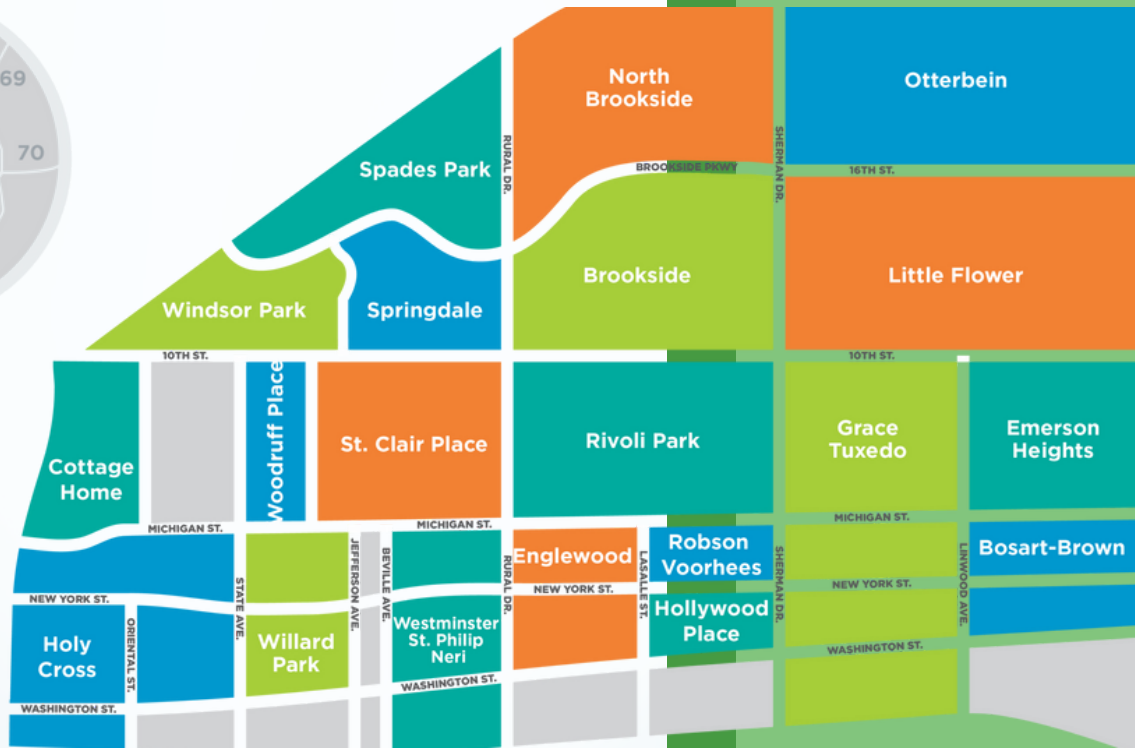 69
70
North
Brookside
Otterbein
Spades Park
RURAL DR.
SHERMAN DR.
BROOKSIDE PKWY
16TH ST.
Windsor Park
Springdale
Brookside
Little Flower
10TH ST.
10TH ST.
Cottage
Home
Woodruff Place
St. Clair Place
Rivoli Park
Grace
Tuxedo
Emerson
Heights
MICHIGAN ST.
MICHIGAN ST.
MICHIGAN ST.
JEFFERSON AVE.
BEVILLE AVE.
RURAL DR.
Englewood
LASALLE ST.
Robson
Voorhees
SHERMAN DR.
LINWOOD AVE.
Bosart-Brown
NEW YORK ST.
STATE AVE.
NEW YORK ST.
NEW YORK ST.
Holy
Cross
ORIENTAL ST.
Willard
Park
Westminster
St. Philip
Neri
Hollywood
Place
WASHINGTON ST.
WASHINGTON ST.
WASHINGTON ST.